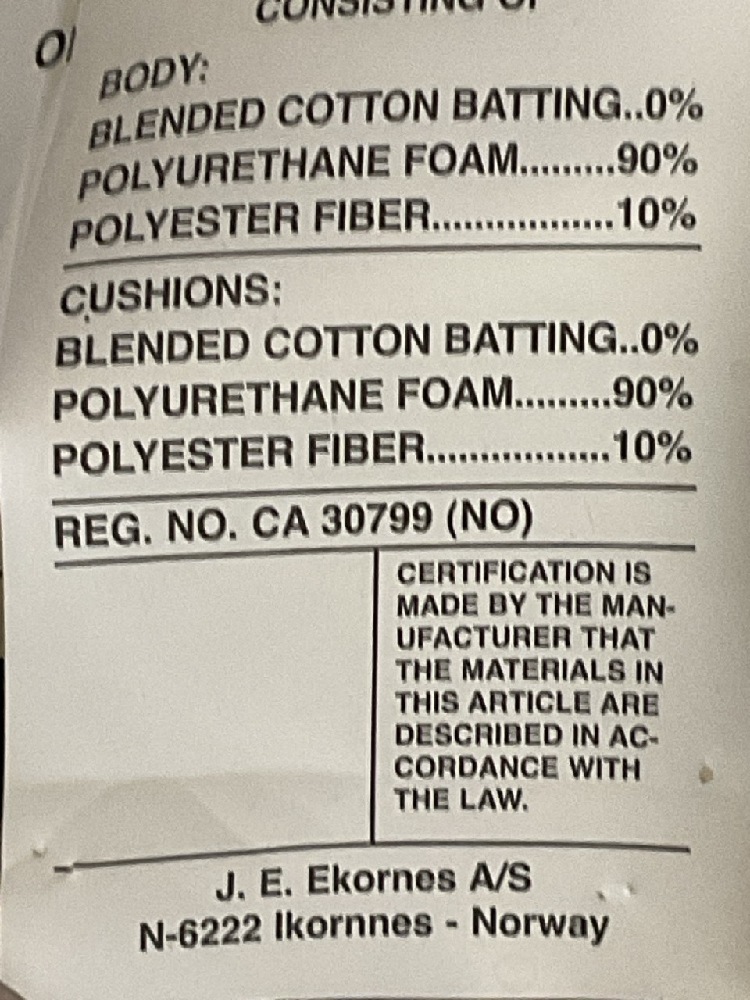 CONSISTING OF
BODY:
BLENDED COTTON BATTING..0%
POLYURETHANE FOAM.........90%
POLYESTER FIBER.................10%
CUSHIONS:
BLENDED COTTON BATTING..0%
POLYURETHANE FOAM.........90%
POLYESTER FIBER.................10%
REG. NO. CA 30799 (NO)
CERTIFICATION IS
MADE BY THE MAN-
UFACTURER THAT
THE MATERIALS IN
THIS ARTICLE ARE
DESCRIBED IN AC-
CORDANCE WITH
THE LAW.
J. E. Ekornes A/S
N-6222 Ikornnes - Norway